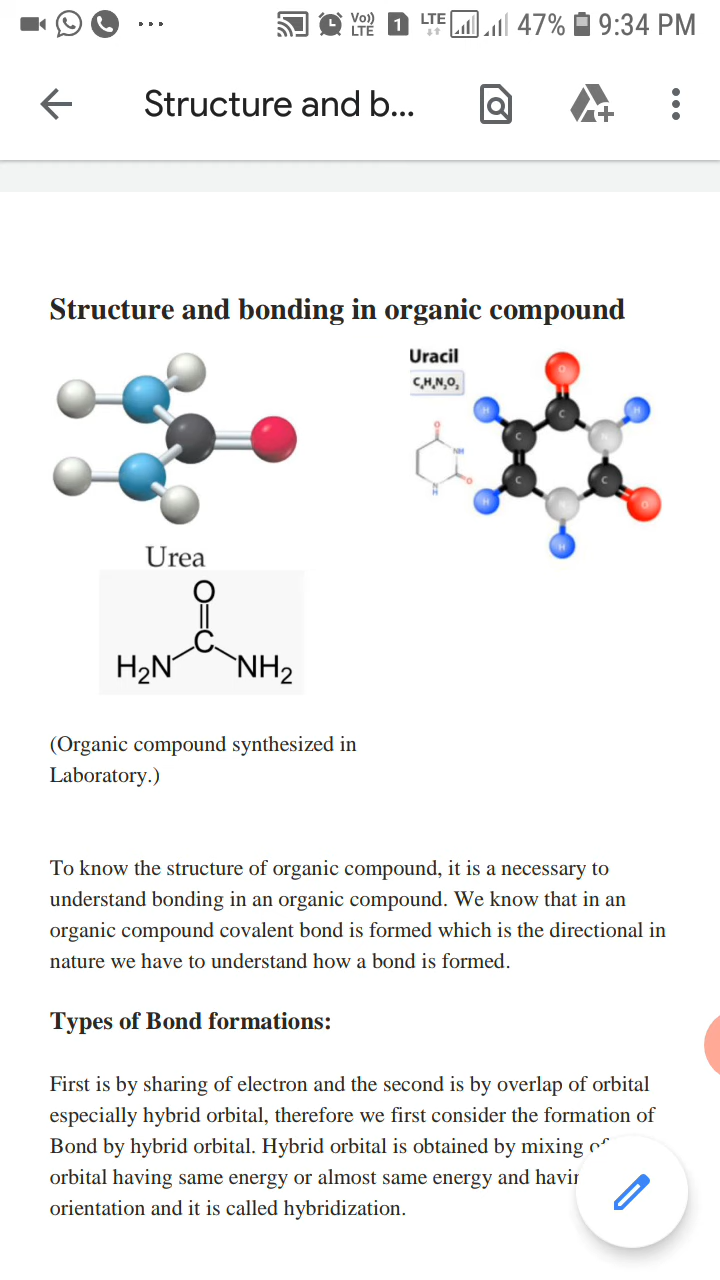 Vo))
LTE
1
LTE
47%
9:34 PM
Structure and b...
Structure and bonding in organic compound
Uracil
C₄H₄N₂O₂
O
NH
O
N
H
O
C
H
H
C
N
C
C
H
N
O
H
Urea
O
C
H₂N
NH₂
(Organic compound synthesized in
Laboratory.)
To know the structure of organic compound, it is a necessary to
understand bonding in an organic compound. We know that in an
organic compound covalent bond is formed which is the directional in
nature we have to understand how a bond is formed.
Types of Bond formations:
First is by sharing of electron and the second is by overlap of orbital
especially hybrid orbital, therefore we first consider the formation of
Bond by hybrid orbital. Hybrid orbital is obtained by mixing
orbital having same energy or almost same energy and
orientation and it is called hybridization.